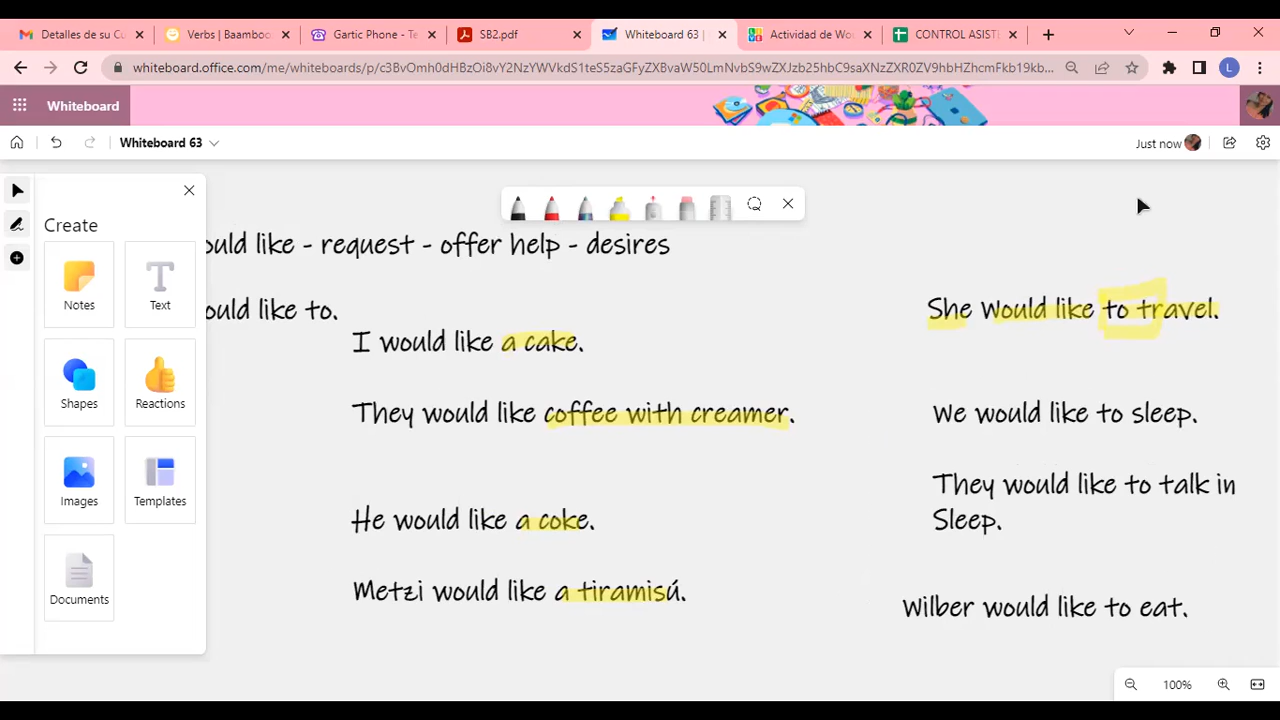 Detalles de su Cu
Verbs | Baambooz
Gartic Phone - Te
SB2.pdf
Whiteboard 63 |
Actividad de Wou
CONTROL ASIST
whiteboard.office.com/me/whiteboards/p/
L
Whiteboard
Whiteboard 63
Just now
Create
Notes
Text
Shapes
Reactions
Images
Templates
Documents
ould like - request - offer help - desires
ould like to.
I would like a cake.
They would like coffee with creamer.
He would like a coke.
Metzi would like a tiramisú.
She would like to travel.
We would like to sleep.
They would like to talk in
Sleep.
Wilber would like to eat.
100%